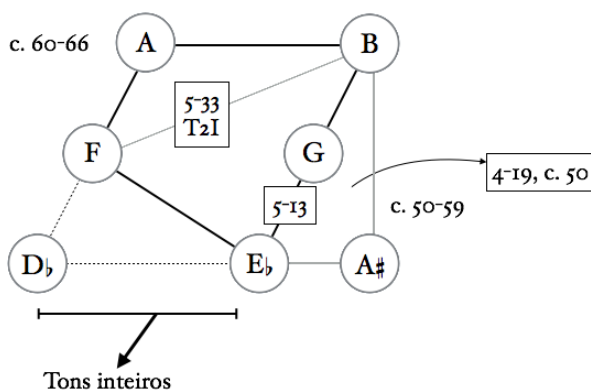 c. 60-66
A
B
5-33
T2I
F
G
4-19, c. 50
5-13
c. 50-59
D♭
E♭
A♯
Tons inteiros